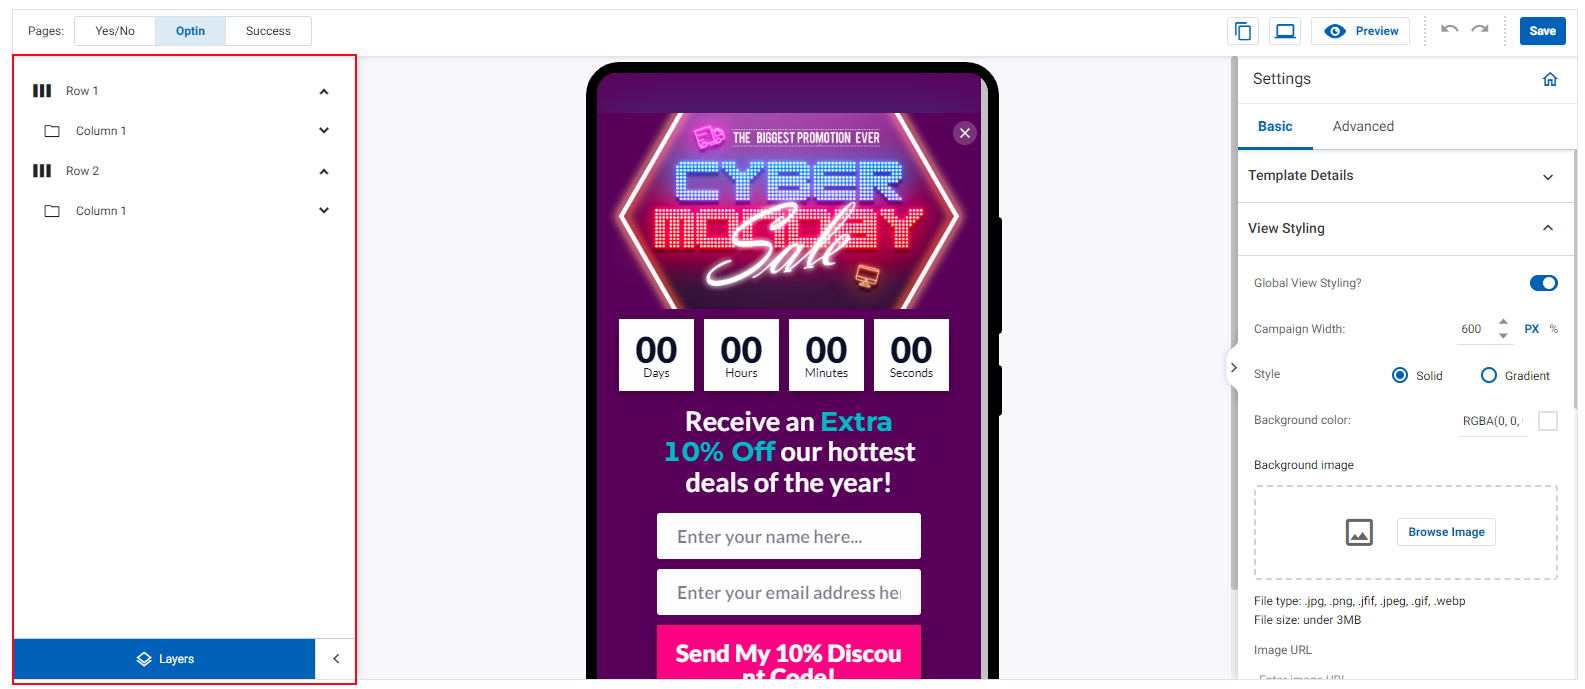 Pages:
Yes/No
Optin
Success
Preview
Save
Row 1
Column 1
Row 2
Column 1
Layers
THE BIGGEST PROMOTION EVER
CYBER
MONDAY
Sale
00
00
00
00
Days
Hours
Minutes
Seconds
Receive an Extra
10% Off our hottest
deals of the year!
Enter your name here...
Enter your email address he
Send My 10% Discou
nt Code!
Settings
Basic
Advanced
Template Details
View Styling
Global View Styling?
Campaign Width:
600
PX
%
Style
Solid
Gradient
Background color:
RGBA(0, 0,
Background image
Browse Image
File type: .jpg, .png, .jfif, .jpeg, .gif, .webp
File size: under 3MB
Image URL
Enter image URL